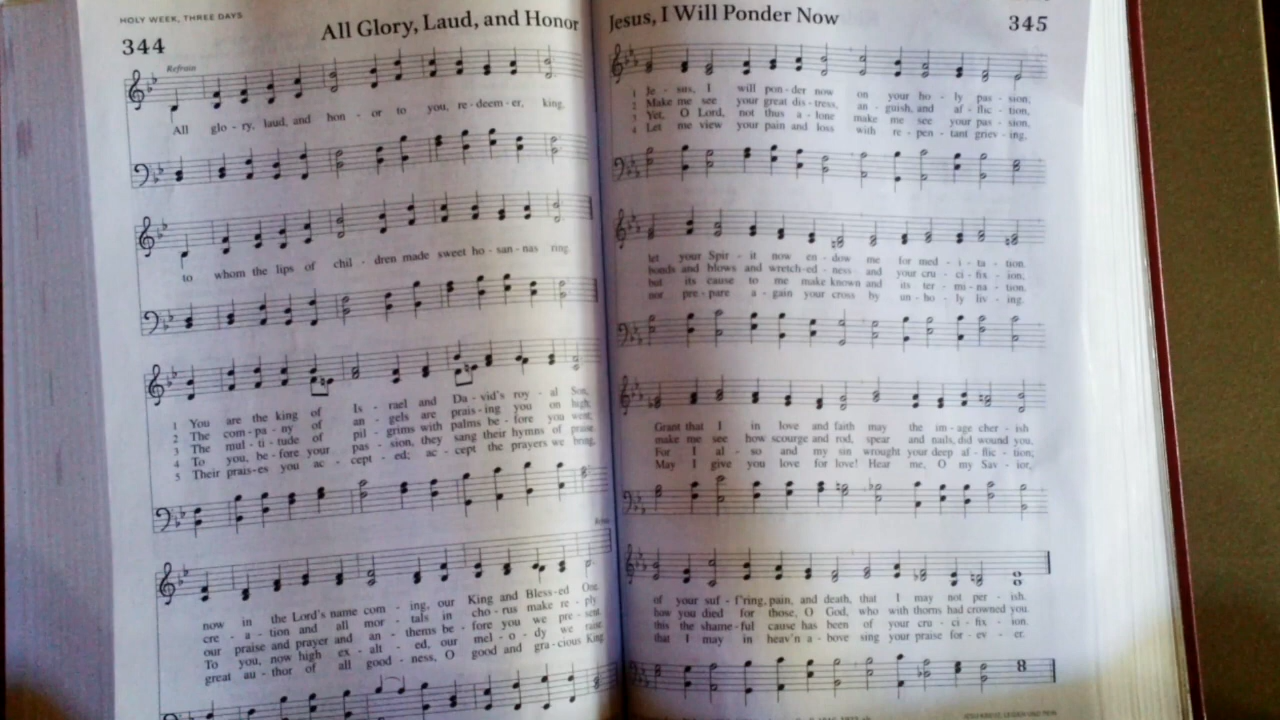 HOLY WEEK, THREE DAYS
344
All Glory, Laud, and Honor
Refrain
All glo - ry, laud, and hon - or to you, re - deem - er, king,
to whom the lips of chil - dren made sweet ho - san - nas ring.
1 You are the king of Is - rael and Da - vid's roy - al Son,
2 The com - pa - ny of an - gels are prais - ing you on high;
3 The mul - ti - tude of pil - grims with palms be - fore you went;
4 To you, be - fore your pas - sion, they sang their hymns of praise.
5 Their prais - es you ac - cept - ed; ac - cept the prayers we bring,
now in the Lord's name com - ing, our King and Bless - ed One.
cre - a - tion and all mor - tals in cho - rus make re - ply
our praise and prayer and an - thems be - fore you we pre - sent.
To you, now high ex - alt - ed, our mel - o - dy we raise.
great au - thor of all good - ness, O good and gra - cious King.
Jesus, I Will Ponder Now
345
1 Je - sus, I will pon - der now on your ho - ly pas - sion;
2 Make me see your great dis - tress, an - guish, and af - flic - tion,
3 Yet, O Lord, not thus a - lone make me see your pas - sion,
4 Let me view your pain and loss with re - pen - tant griev - ing,
let your Spir - it now en - dow me for med - i - ta - tion.
bonds and blows and wretch - ed - ness and your cru - ci - fix - ion;
but its cause to me make known and its ter - mi - na - tion.
nor pre - pare a - gain your cross by un - ho - ly liv - ing.
Grant that I in love and faith may the im - age cher - ish
make me see how scourge and rod, spear and nails, did wound you,
For I al - so and my sin wrought your deep af - flic - tion;
May I give you love for love! Hear me, O my Sav - ior,
of your suf - f'ring, pain, and death, that I may not per - ish.
how you died for those, O God, who with thorns had crowned you.
this the shame - ful cause has been of your cru - ci - fix - ion.
that I may in heav'n a - bove sing your praise for - ev - er.